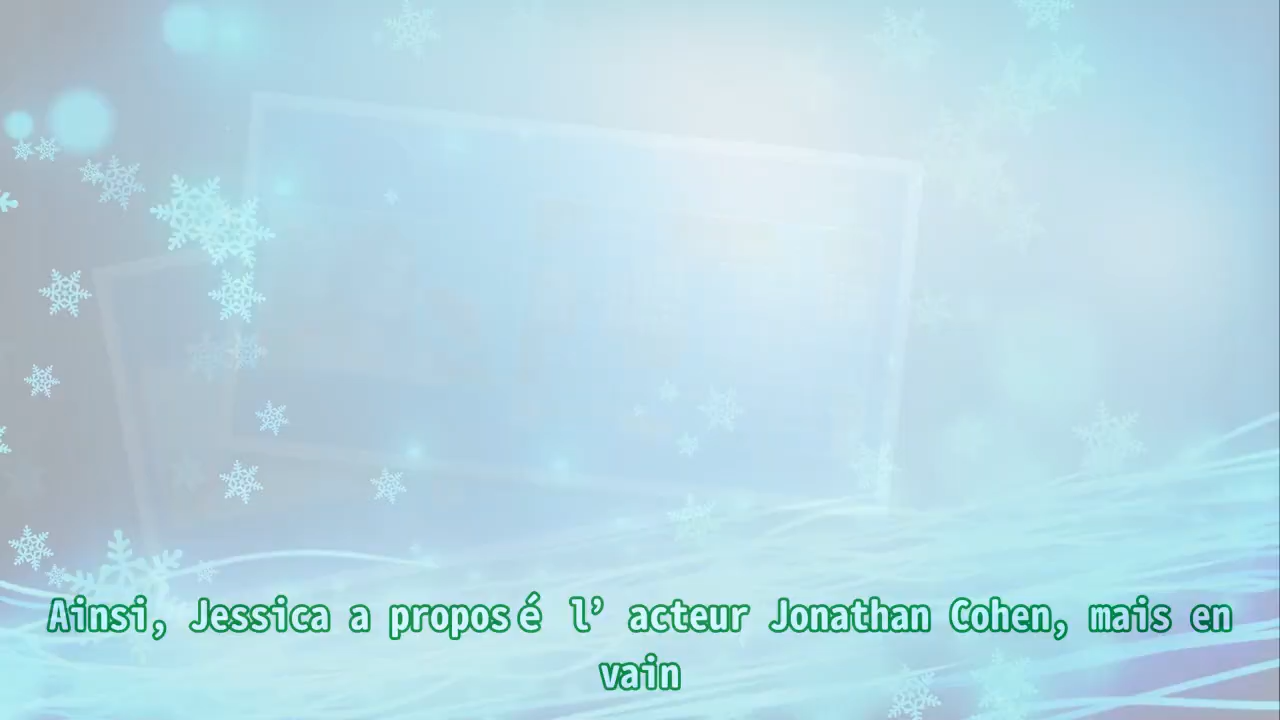 Ainsi, Jessica a proposé l’ acteur Jonathan Cohen, mais en
vain